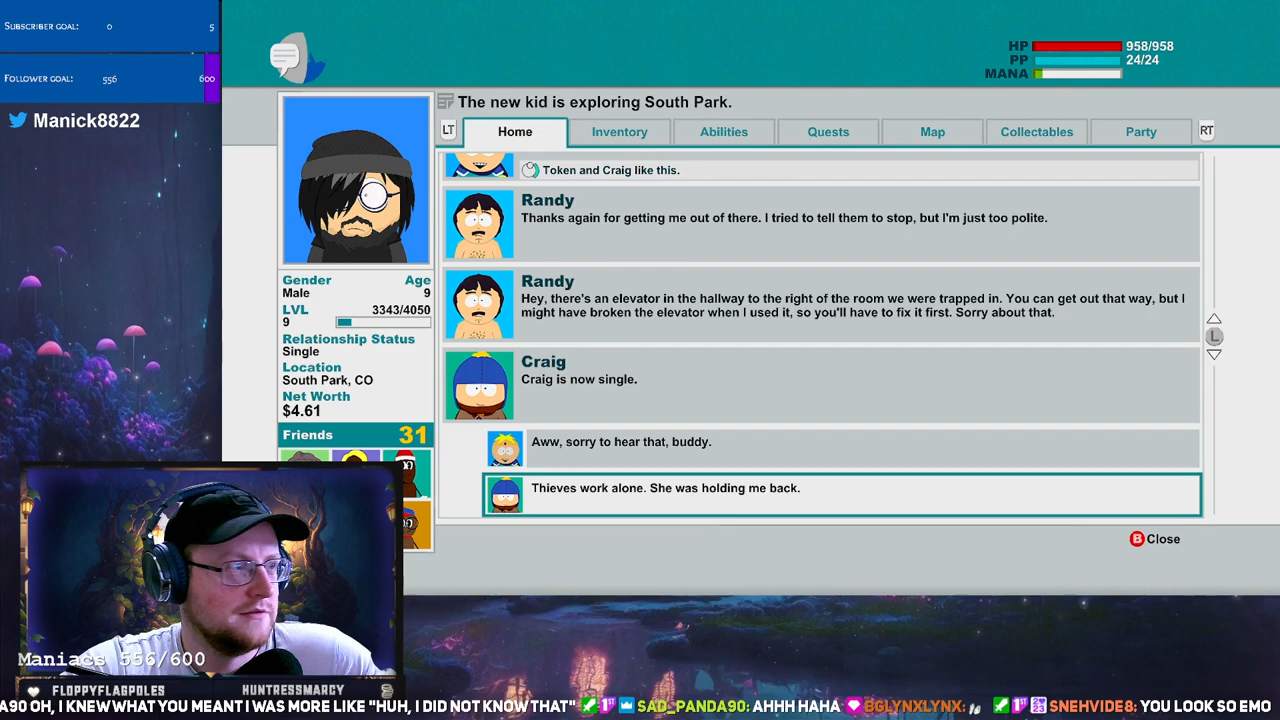 SUBSCRIBER GOAL: 0 5
FOLLOWER GOAL: 556 600
Manick8822
HP 958/958
PP 24/24
MANA
The new kid is exploring South Park.
LT Home Inventory Abilities Quests Map Collectables Party RT
Token and Craig like this.
Randy
Thanks again for getting me out of there. I tried to tell them to stop, but I'm just too polite.
Randy
Hey, there's an elevator in the hallway to the right of the room we were trapped in. You can get out that way, but I
might have broken the elevator when I used it, so you'll have to fix it first. Sorry about that.
Craig
Craig is now single.
Aww, sorry to hear that, buddy.
Thieves work alone. She was holding me back.
L
B Close
Gender Age
Male 9
LVL 3343/4050
9
Relationship Status
Single
Location
South Park, CO
Net Worth
$4.61
Friends 31
Maniacs 556/600
FLOPPYFLAGPOLES HUNTRESSMARCY
A90 OH, I KNEW WHAT YOU MEANT I WAS MORE LIKE "HUH, I DID NOT KNOW THAT" SAD_PANDA90: AHHH HAHA BGLYNXLYNX: SNEHVIDE8: YOU LOOK SO EMO